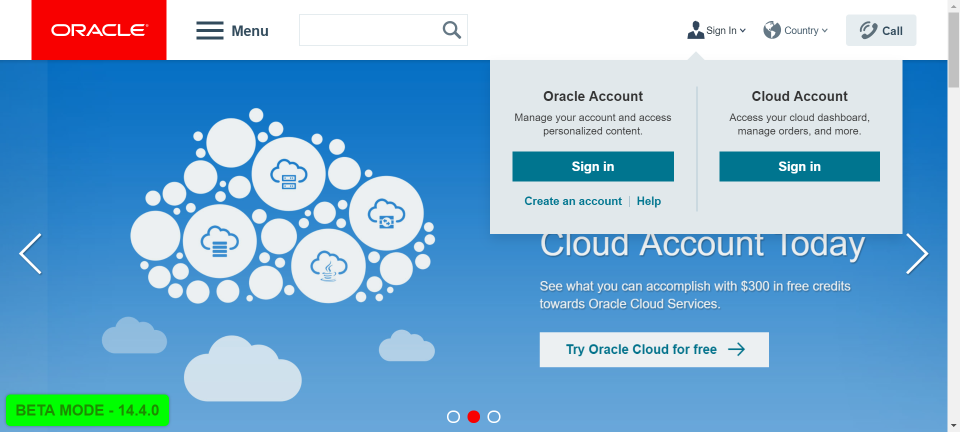 ORACLE
Menu
Sign In
Country
Call
Oracle Account
Manage your account and access
personalized content.
Sign in
Create an account | Help
Cloud Account
Access your cloud dashboard,
manage orders, and more.
Sign in
Cloud Account Today
See what you can accomplish with $300 in free credits
towards Oracle Cloud Services.
Try Oracle Cloud for free
BETA MODE - 14.4.0